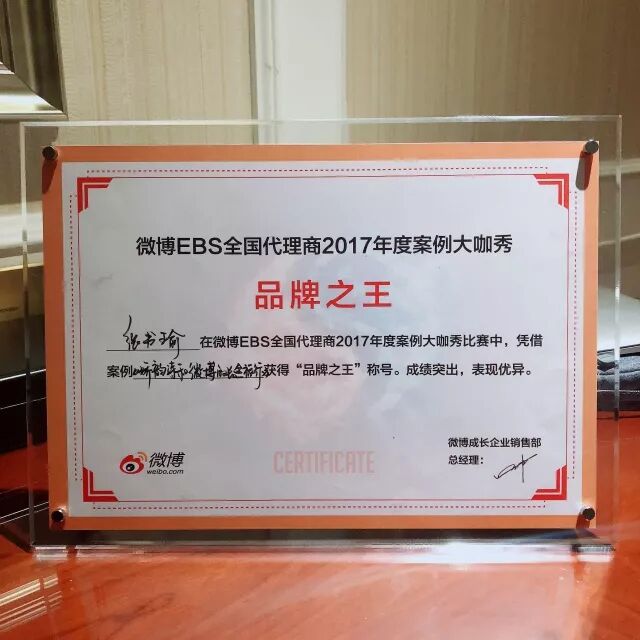 微博EBS全国代理商2017年度案例大咖秀
品牌之王
张书瑜 在微博EBS全国代理商2017年度案例大咖秀比赛中，凭借
案例 获得“品牌之王”称号。成绩突出，表现优异。
微博
weibo.com
CERTIFICATE
微博成长企业销售部
总经理：